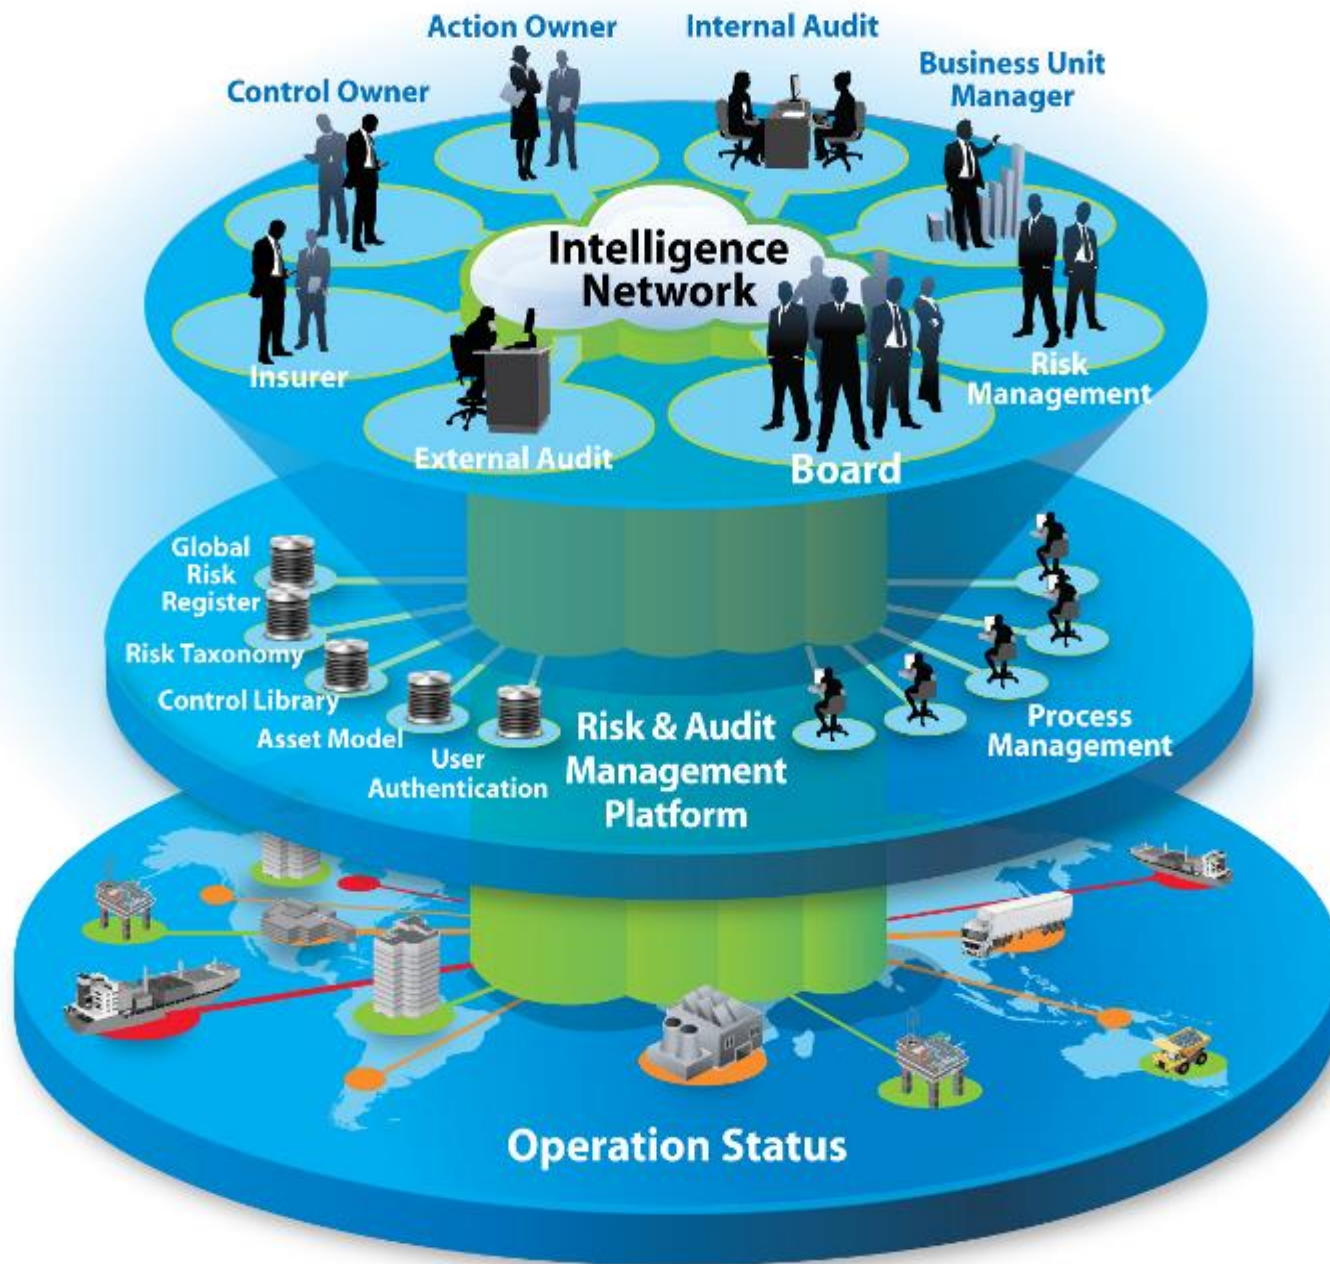 Action Owner
Internal Audit
Control Owner
Business Unit
Manager
Intelligence
Network
Insurer
Risk
Management
External Audit
Board
Global
Risk
Register
Risk Taxonomy
Control Library
Asset Model
User
Authentication
Risk & Audit
Management
Platform
Process
Management
Operation Status